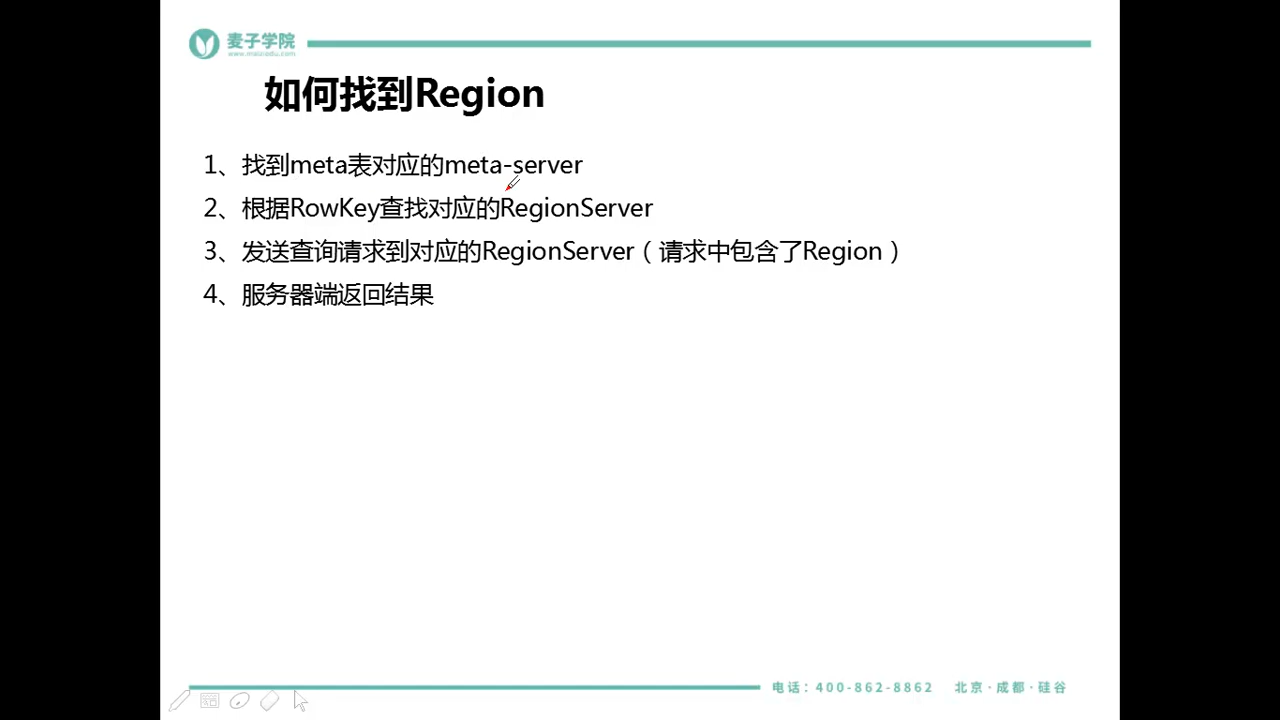 麦子学院
www.maiziedu.com
如何找到Region
1、找到meta表对应的meta-server
2、根据RowKey查找对应的RegionServer
3、发送查询请求到对应的RegionServer（请求中包含了Region）
4、服务器端返回结果
电话：400-862-8862 北京·成都·硅谷